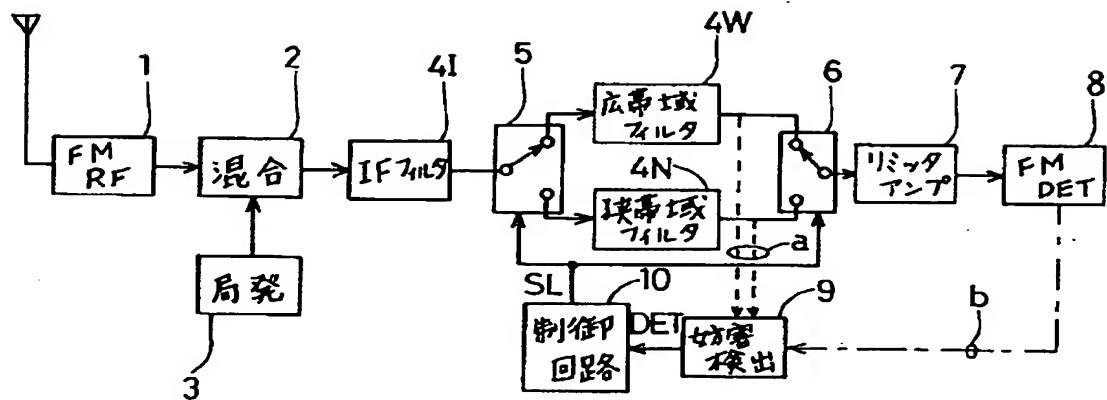 1
FM
RF
2
混合
3
局発
4I
IFフィルタ
5
4W
広帯域
フィルタ
4N
狭帯域
フィルタ
6
7
リミッタ
アンプ
8
FM
DET
a
b
9
妨害
検出
DET
10
制御
回路
SL